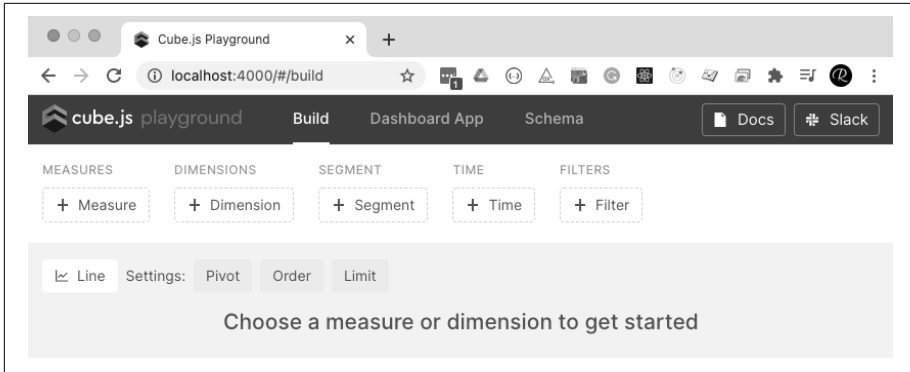 Cube.js Playground
localhost:4000/#/build
1
R
cube.js playground Build Dashboard App Schema Docs Slack
MEASURES DIMENSIONS SEGMENT TIME FILTERS
+ Measure + Dimension + Segment + Time + Filter
Line Settings: Pivot Order Limit
Choose a measure or dimension to get started